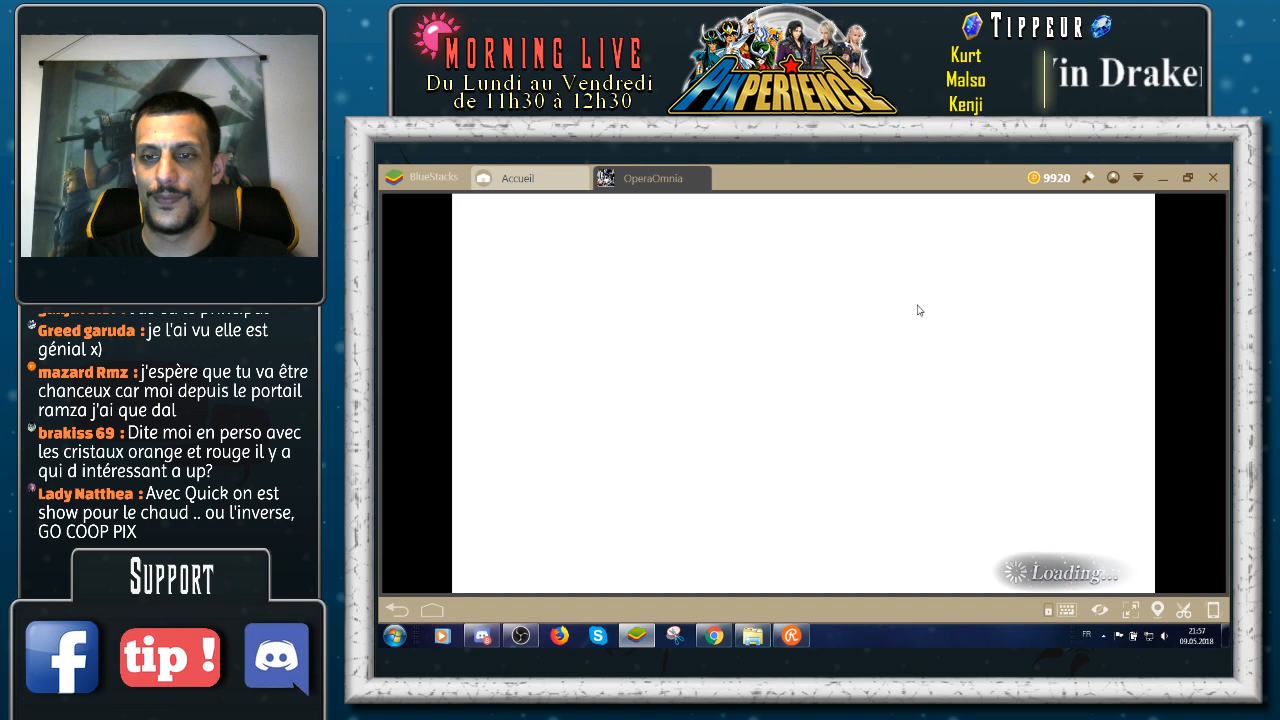 MORNING LIVE
Du Lundi au Vendredi
de 11h30 à 12h30
PIXPERIENCE
TIPPEUR
Kurt
Malso
Kenji
in Drake
BlueStacks
Accueil
OperaOmnia
9920
Greed garuda : je l'ai vu elle est
génial x)
mazard Rmz : j'espère que tu va être
chanceux car moi depuis le portail
ramza j'ai que dal
brakiss 69 : Dite moi en perso avec
les cristaux orange et rouge il y a
qui d intéressant a up?
Lady Natthea : Avec Quick on est
show pour le chaud .. ou l'inverse,
GO COOP PIX
SUPPORT
tip !
Loading...
FR
21:57
09.05.2018